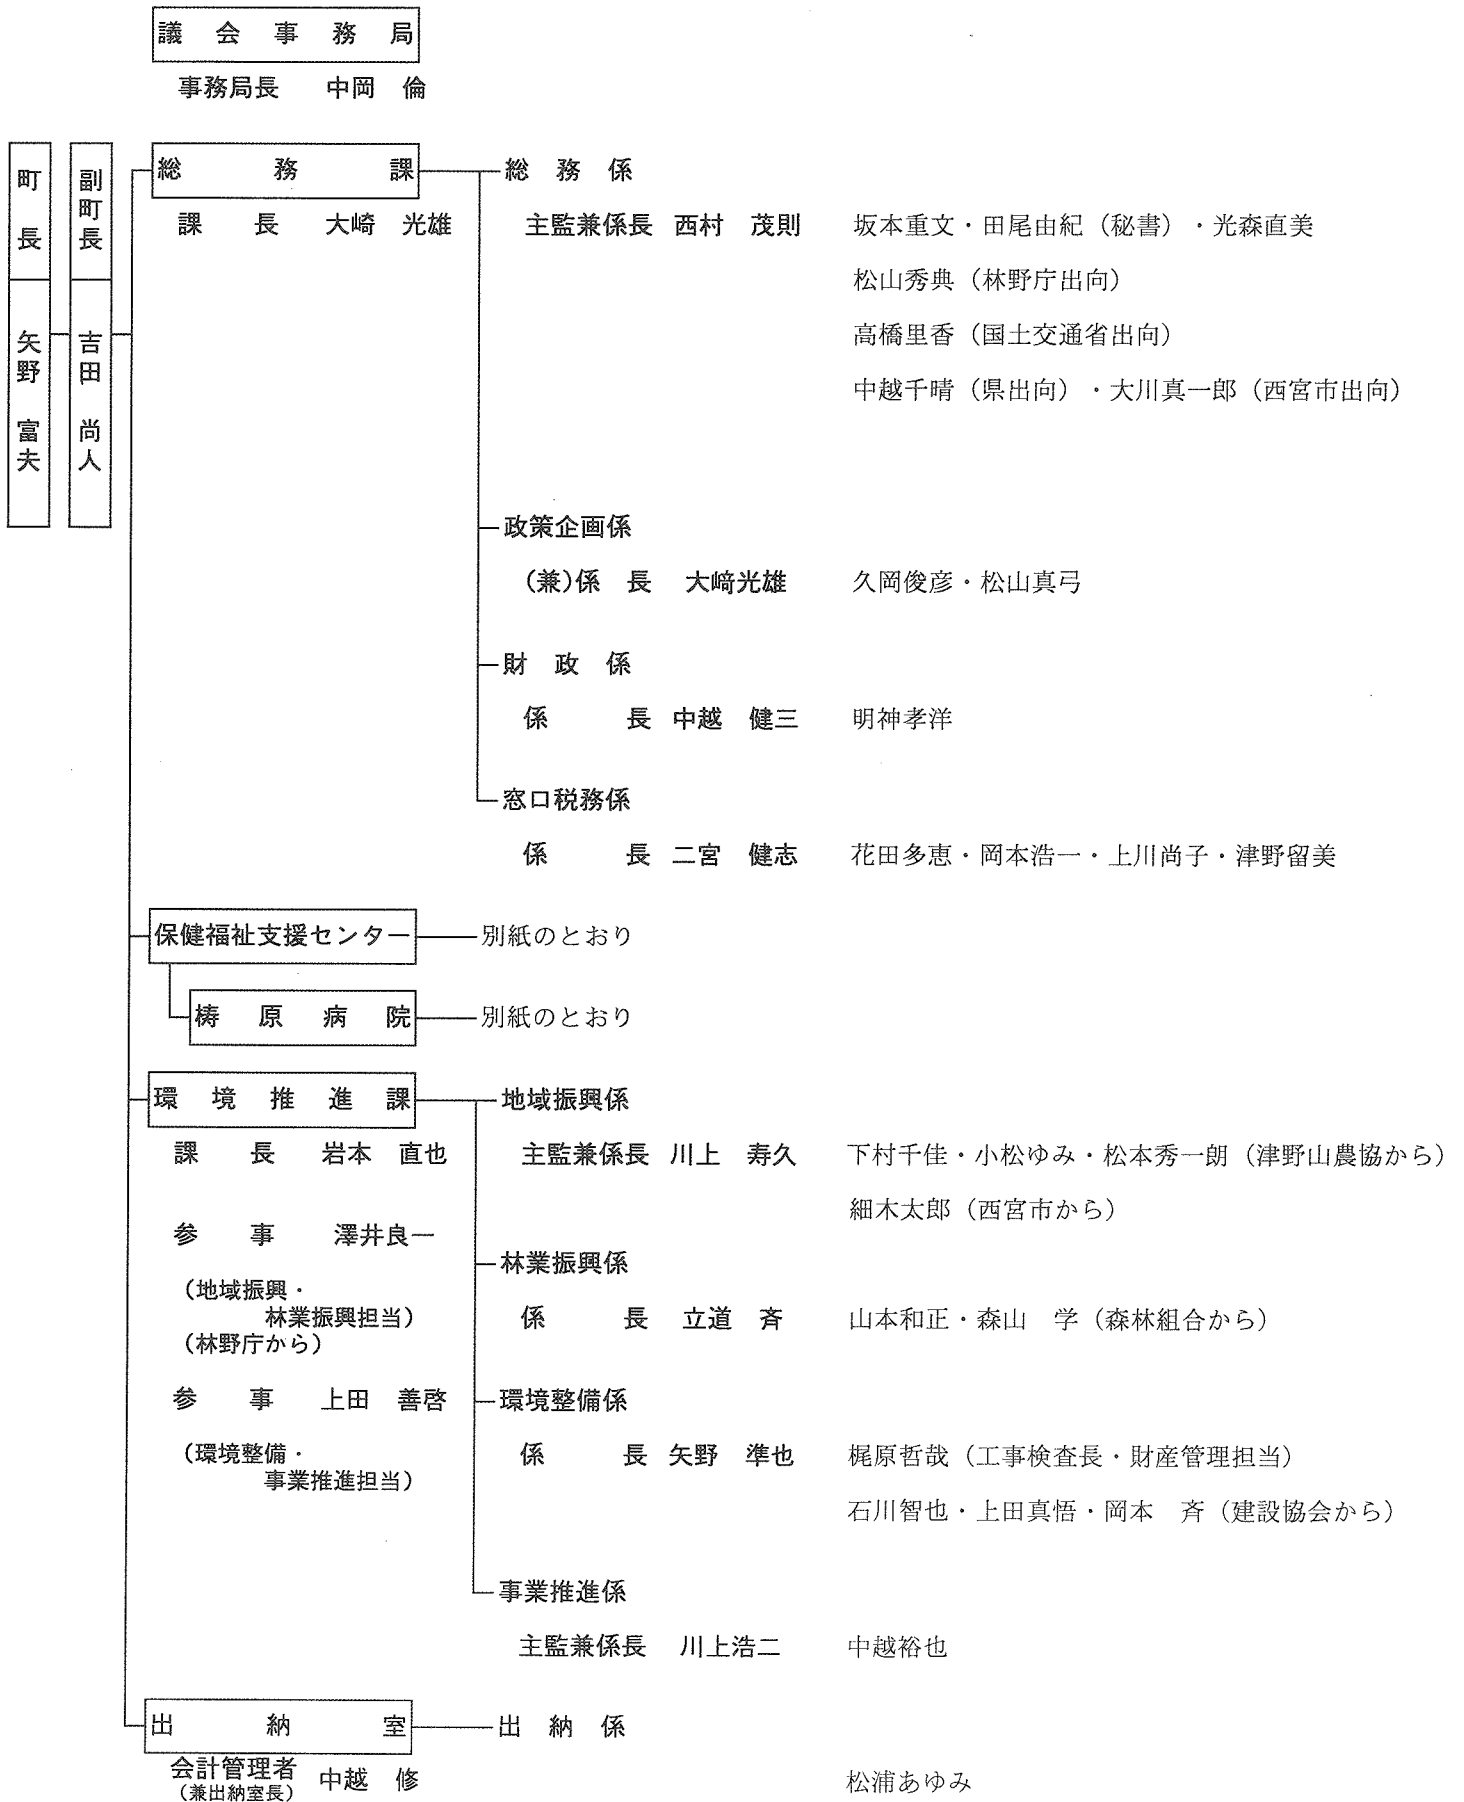 議会事務局
事務局長　中岡　倫
町長　矢野　富夫
副町長　吉田　尚人
総務課
課長　大崎　光雄
総務係
主監兼係長　西村　茂則　坂本重文・田尾由紀（秘書）・光森直美
松山秀典（林野庁出向）
高橋里香（国土交通省出向）
中越千晴（県出向）・大川真一郎（西宮市出向）
政策企画係
（兼）係　長　大﨑光雄　久岡俊彦・松山真弓
財政係
係　長　中越　健三　明神孝洋
窓口税務係
係　長　二宮　健志　花田多恵・岡本浩一・上川尚子・津野留美
保健福祉支援センター　別紙のとおり
梼原病院　別紙のとおり
環境推進課
課長　岩本　直也
参事　澤井良一
（地域振興・
林業振興担当）
（林野庁から）
参事　上田　善啓
（環境整備・
事業推進担当）
地域振興係
主監兼係長　川上　寿久　下村千佳・小松ゆみ・松本秀一朗（津野山農協から）
細木太郎（西宮市から）
林業振興係
係　長　立道　斉　山本和正・森山　学（森林組合から）
環境整備係
係　長　矢野　準也　梶原哲哉（工事検査長・財産管理担当）
石川智也・上田真悟・岡本　斉（建設協会から）
事業推進係
主監兼係長　川上浩二　中越裕也
出納室　出納係
会計管理者　中越　修
（兼出納室長）
松浦あゆみ